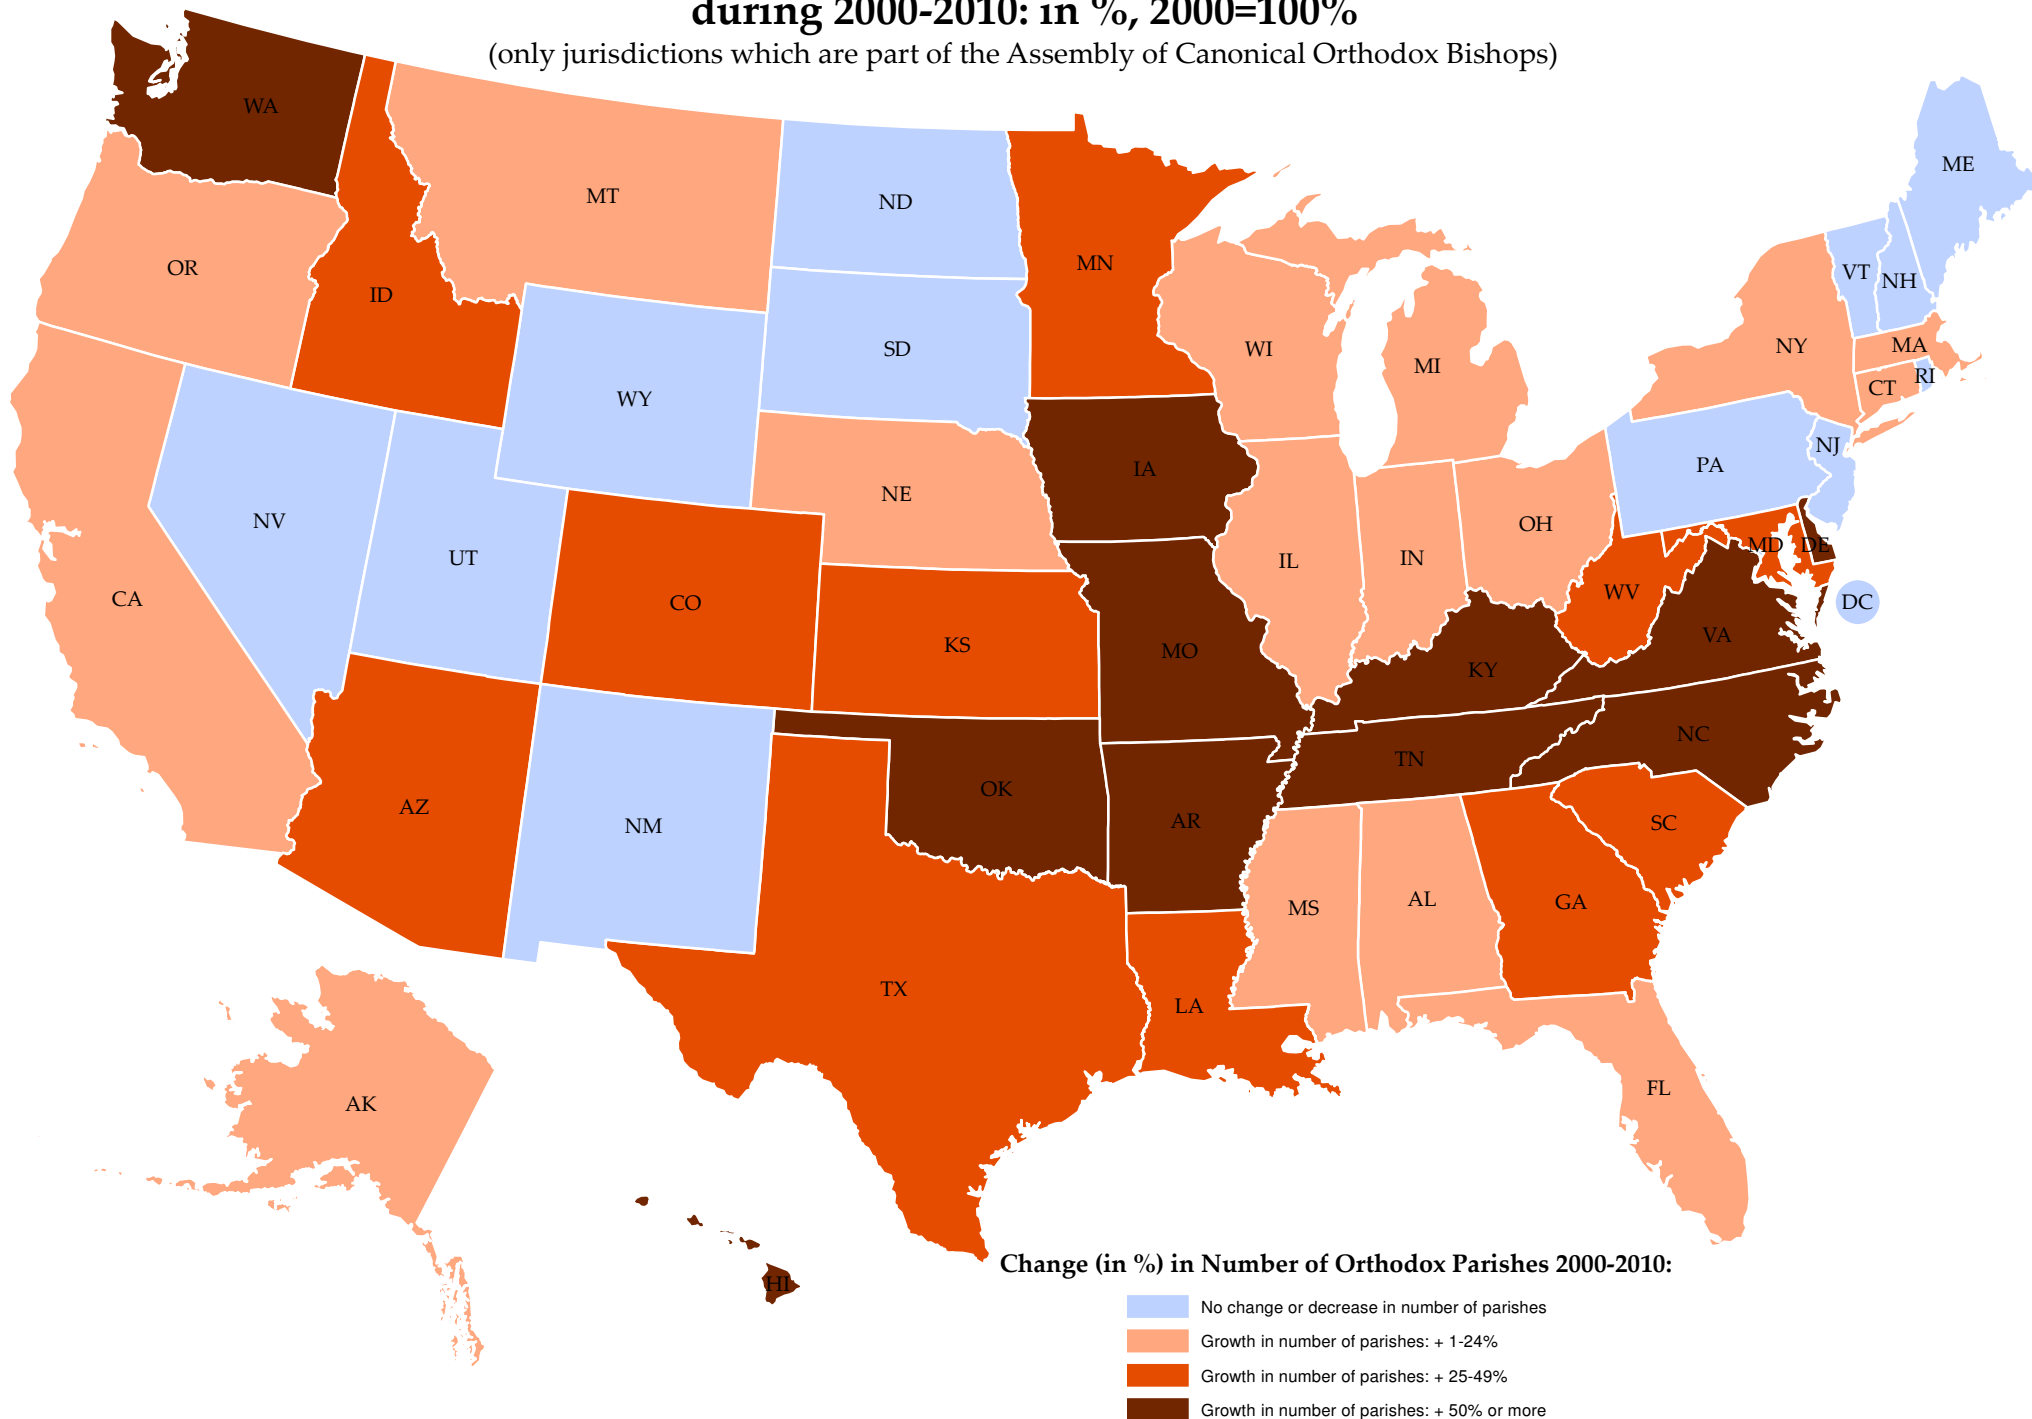 during 2000-2010: in %, 2000=100%
(only jurisdictions which are part of the Assembly of Canonical Orthodox Bishops)
WA
ME
MT
ND
OR
MN
VT
NH
ID
NY
MA
SD
WI
MI
RI
CT
WY
NJ
PA
IA
NE
NV
OH
UT
IL
IN
MD
DE
CA
CO
WV
DC
KS
MO
VA
KY
NC
TN
OK
AZ
NM
AR
SC
MS
AL
GA
TX
LA
AK
FL
HI
Change (in %) in Number of Orthodox Parishes 2000-2010:
No change or decrease in number of parishes
Growth in number of parishes: + 1-24%
Growth in number of parishes: + 25-49%
Growth in number of parishes: + 50% or more